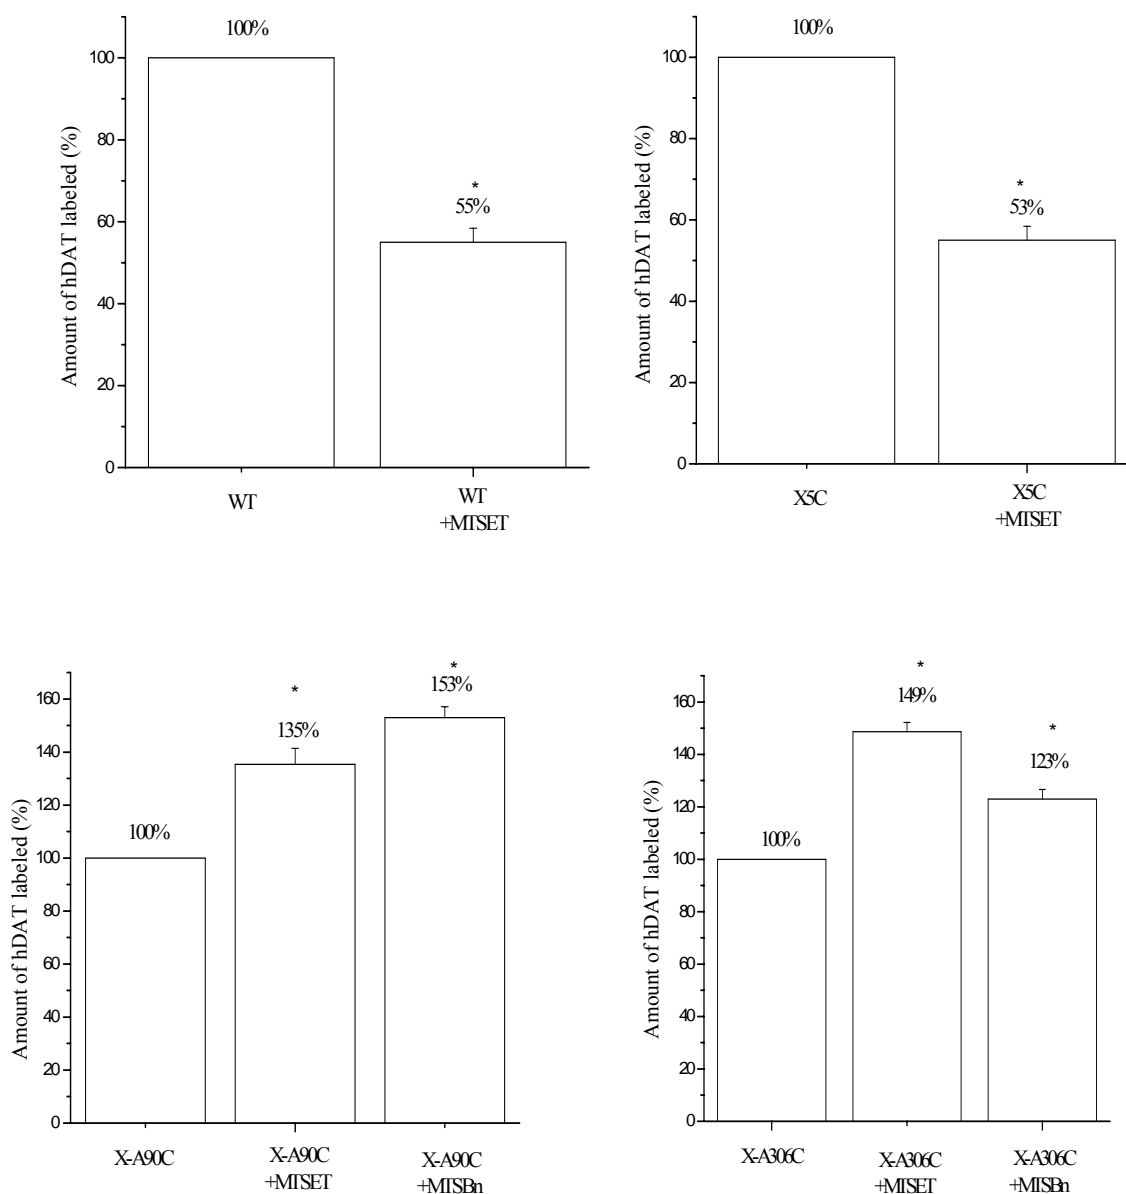 100%
Amount of hDAT labeled (%)
100
80
60
40
20
0
*
55%
WT
WT
+MTSET
100%
Amount of hDAT labeled (%)
100
80
60
40
20
0
*
53%
X5C
X5C
+MTSET
Amount of hDAT labeled (%)
160
140
120
100
80
60
40
20
0
100%
*
135%
*
153%
X-A90C
X-A90C
+MTSET
X-A90C
+MTSBn
Amount of hDAT labeled (%)
160
140
120
100
80
60
40
20
0
100%
*
149%
*
123%
X-A306C
X-A306C
+MTSET
X-A306C
+MTSBn